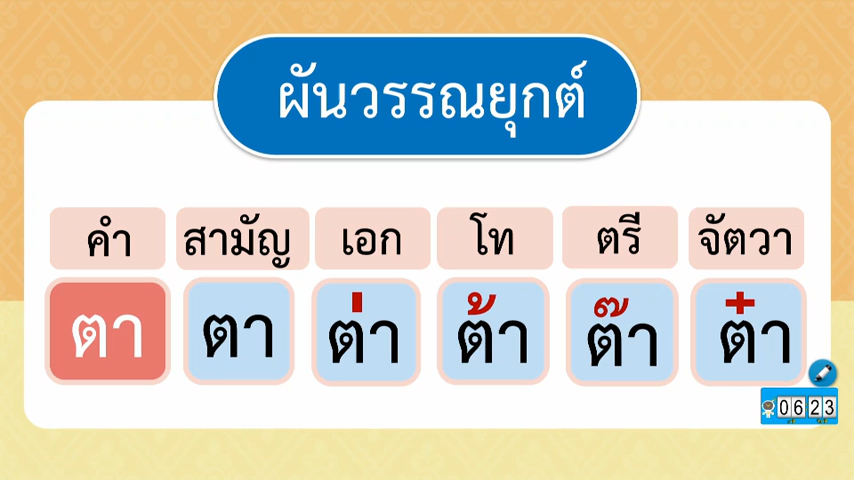 ผันวรรณยุกต์
คำ สามัญ เอก โท ตรี จัตวา
ตา ตา ต่า ต้า ต๊า ต๋า
0623